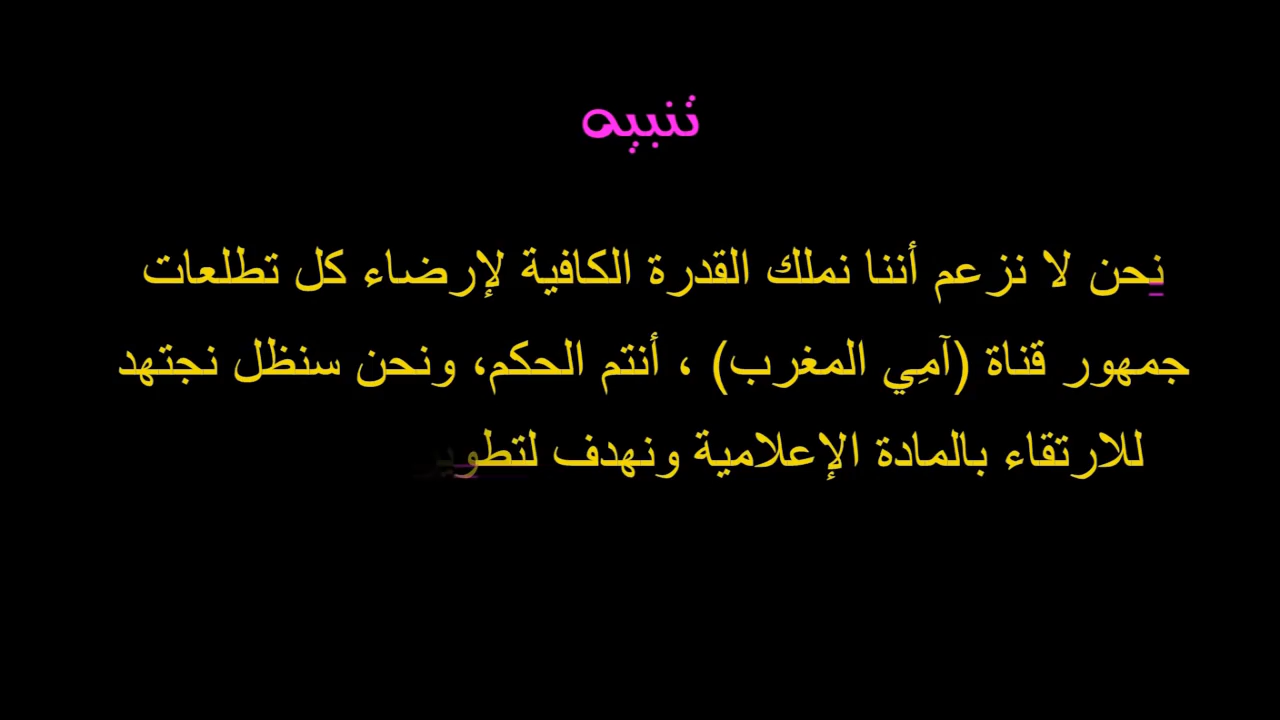 تنبيه
نحن لا نزعم أننا نملك القدرة الكافية لإرضاء كل تطلعات
جمهور قناة (آمِي المغرب) ، أنتم الحكم، ونحن سنظل نجتهد
للارتقاء بالمادة الإعلامية ونهدف